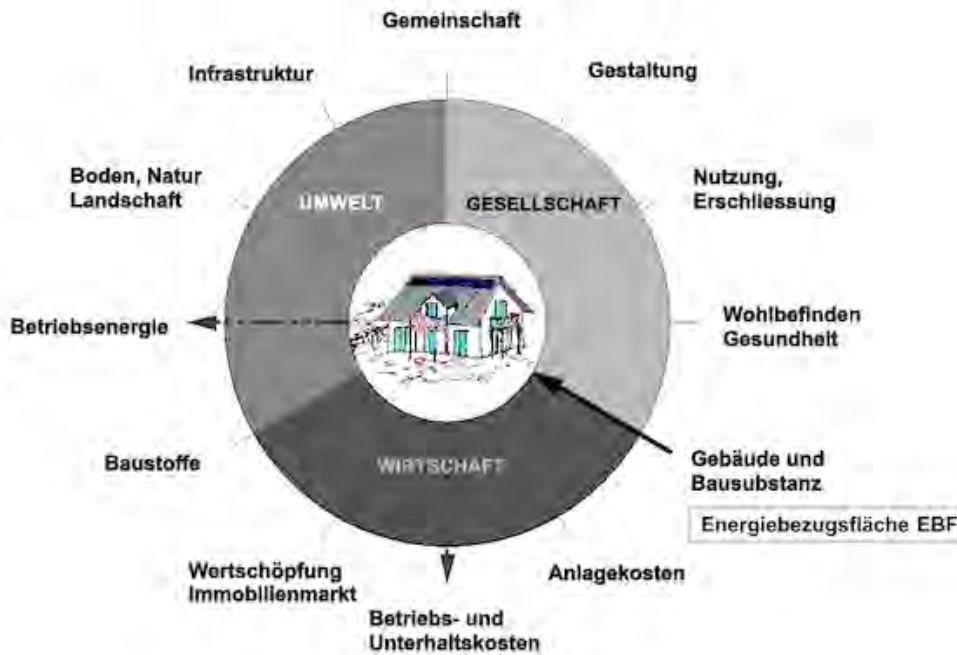 Gemeinschaft
Infrastruktur
Gestaltung
Boden, Natur
Landschaft
UMWELT
GESELLSCHAFT
Nutzung,
Erschliessung
Betriebsenergie
Wohlbefinden
Gesundheit
Baustoffe
WIRTSCHAFT
Gebäude und
Bausubstanz
Energiebezugsfläche EBF
Wertschöpfung
Immobilienmarkt
Anlagekosten
Betriebs- und
Unterhaltskosten